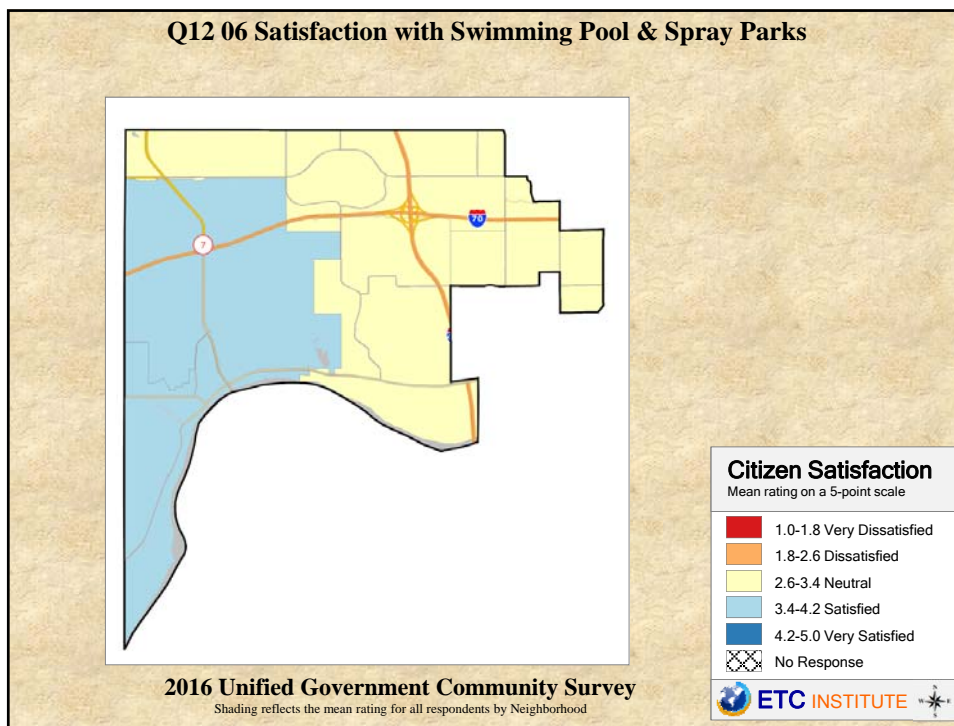 Q12 06 Satisfaction with Swimming Pool & Spray Parks
70
7
Citizen Satisfaction
Mean rating on a 5-point scale
1.0-1.8 Very Dissatisfied
1.8-2.6 Dissatisfied
2.6-3.4 Neutral
3.4-4.2 Satisfied
4.2-5.0 Very Satisfied
No Response
2016 Unified Government Community Survey
Shading reflects the mean rating for all respondents by Neighborhood
ETC INSTITUTE
N
W E
S